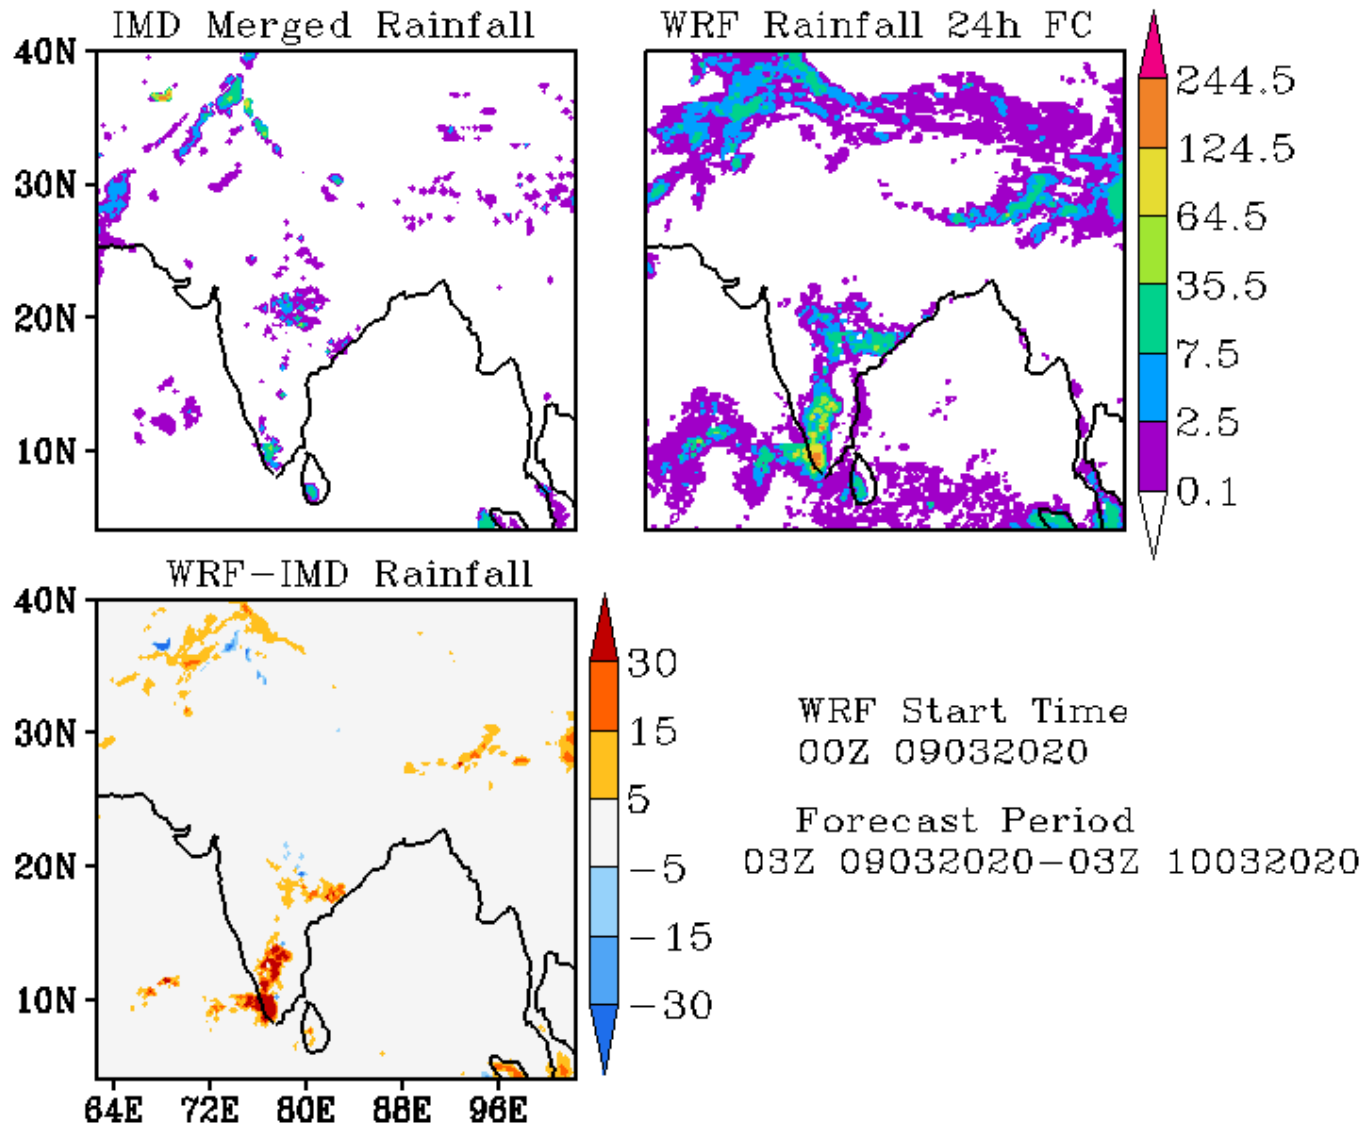 IMD Merged Rainfall
40N
30N
20N
10N
WRF Rainfall 24h FC
244.5
124.5
64.5
35.5
7.5
2.5
0.1
WRF-IMD Rainfall
40N
30N
20N
10N
64E 72E 80E 88E 96E
30
15
5
-5
-15
-30
WRF Start Time
00Z 09032020
Forecast Period
03Z 09032020-03Z 10032020